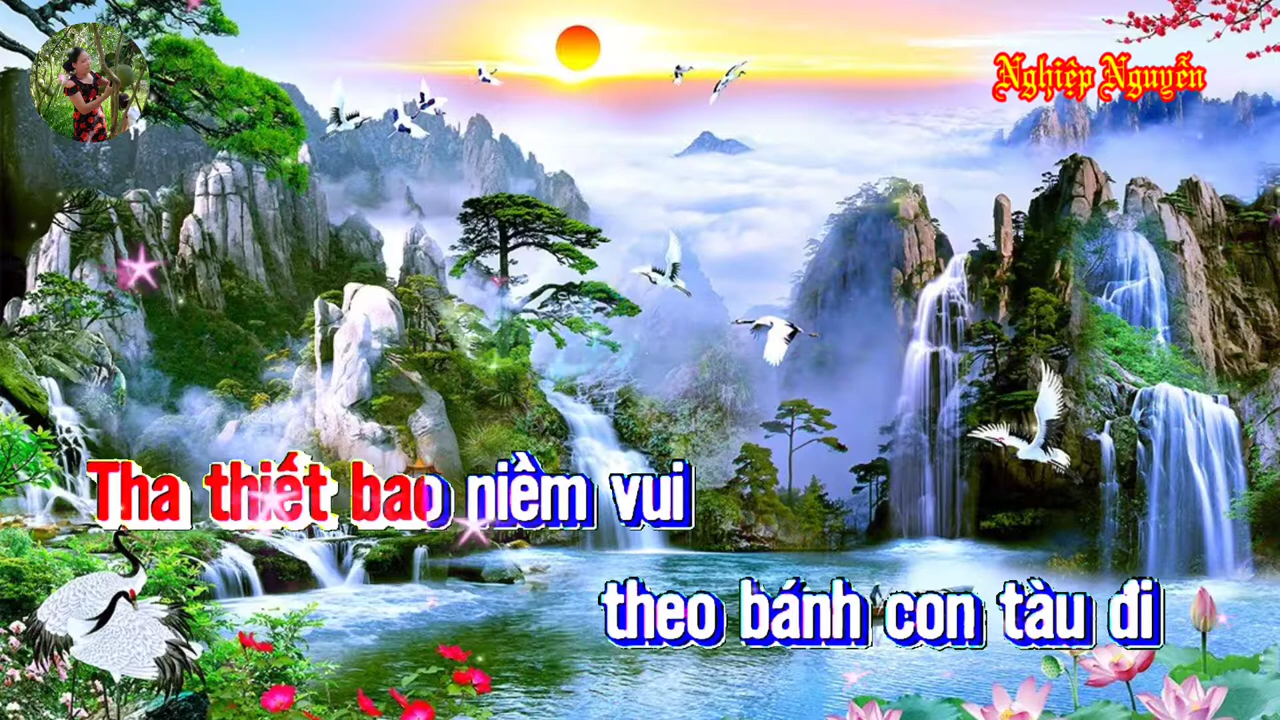 Nghiệp Nguyễn
Tha thiết bao niềm vui
theo bánh con tàu đi